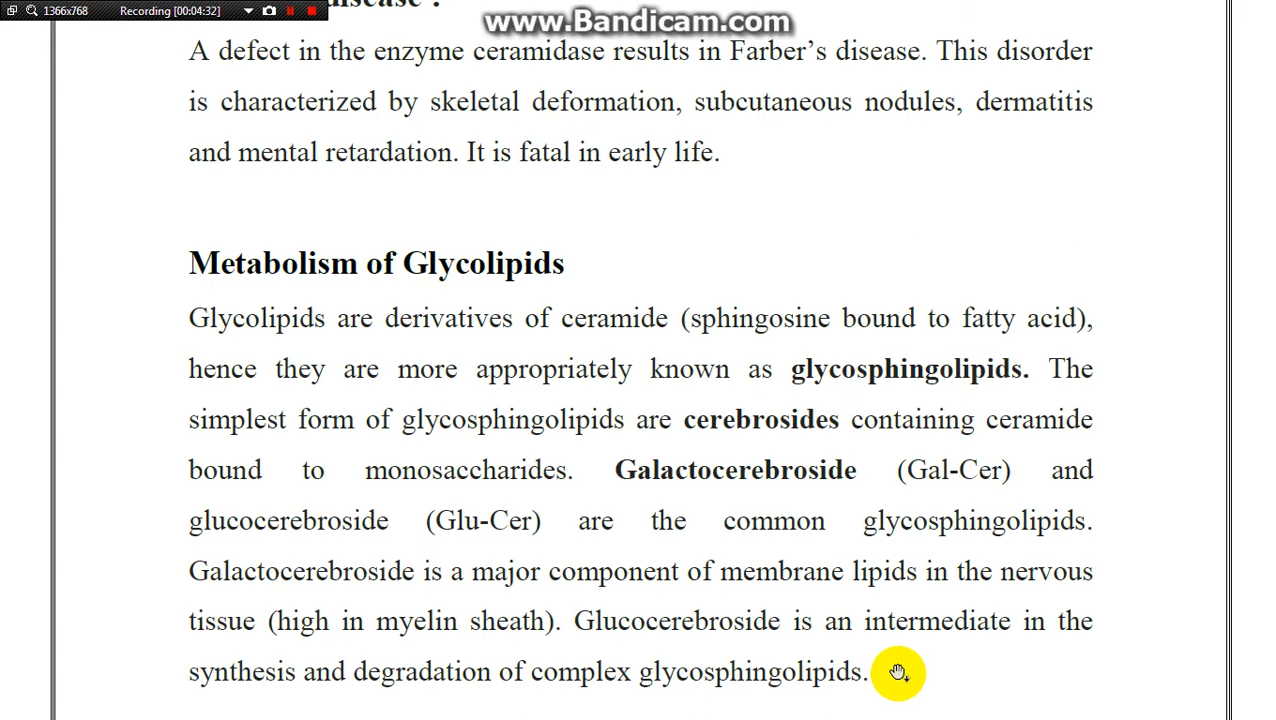 1366x768 Recording [00:04:32]
www.Bandicam.com
disease :
A defect in the enzyme ceramidase results in Farber’s disease. This disorder
is characterized by skeletal deformation, subcutaneous nodules, dermatitis
and mental retardation. It is fatal in early life.
Metabolism of Glycolipids
Glycolipids are derivatives of ceramide (sphingosine bound to fatty acid),
hence they are more appropriately known as glycosphingolipids. The
simplest form of glycosphingolipids are cerebrosides containing ceramide
bound to monosaccharides. Galactocerebroside (Gal-Cer) and
glucocerebroside (Glu-Cer) are the common glycosphingolipids.
Galactocerebroside is a major component of membrane lipids in the nervous
tissue (high in myelin sheath). Glucocerebroside is an intermediate in the
synthesis and degradation of complex glycosphingolipids.